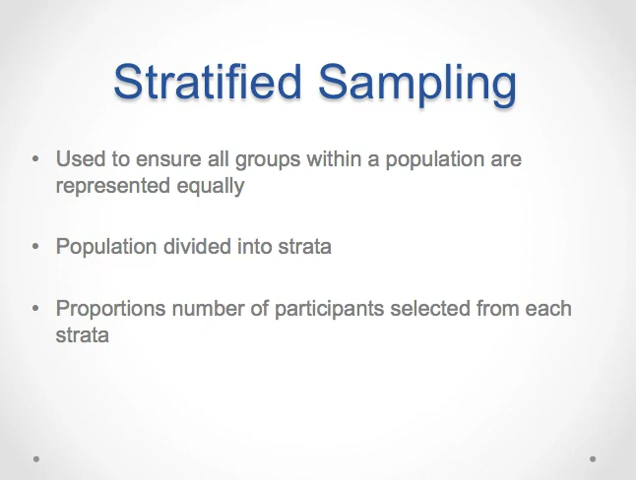 Stratified Sampling
• Used to ensure all groups within a population are
represented equally
• Population divided into strata
• Proportions number of participants selected from each
strata